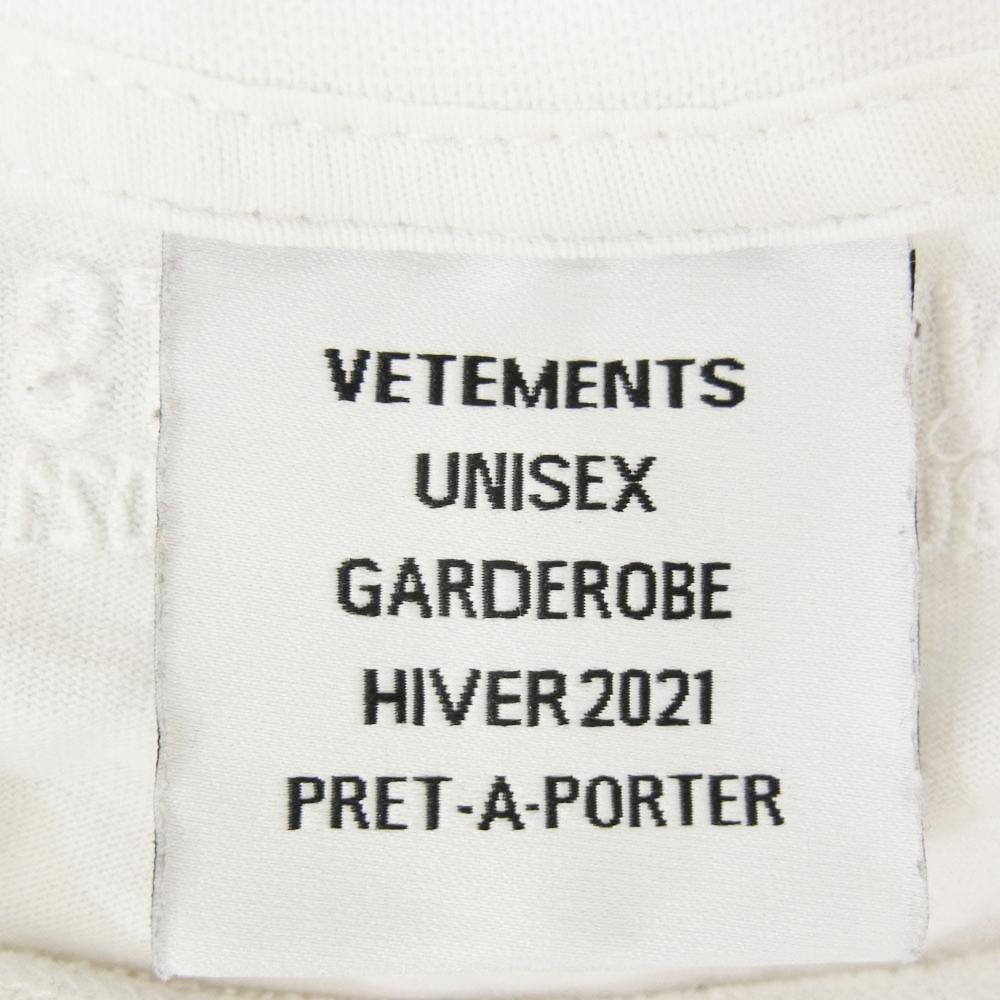 VETEMENTS
UNISEX
GARDEROBE
HIVER 2021
PRET-A-PORTER